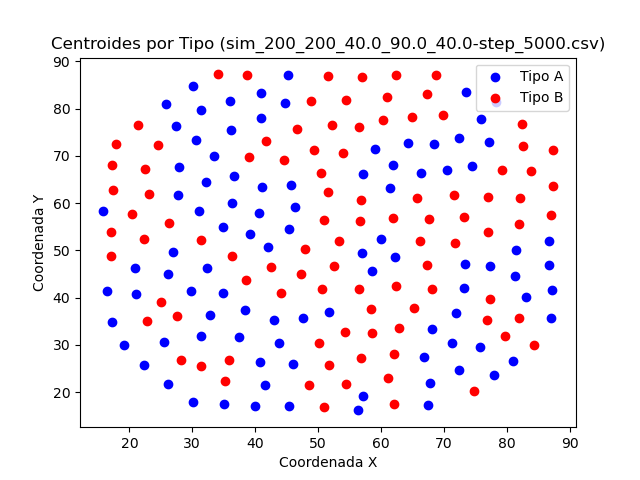 Centroides por Tipo (sim_200_200_40.0_90.0_40.0-step_5000.csv)
Tipo A
Tipo B
90
80
70
60
50
40
30
20
Coordenada Y
20 30 40 50 60 70 80 90
Coordenada X